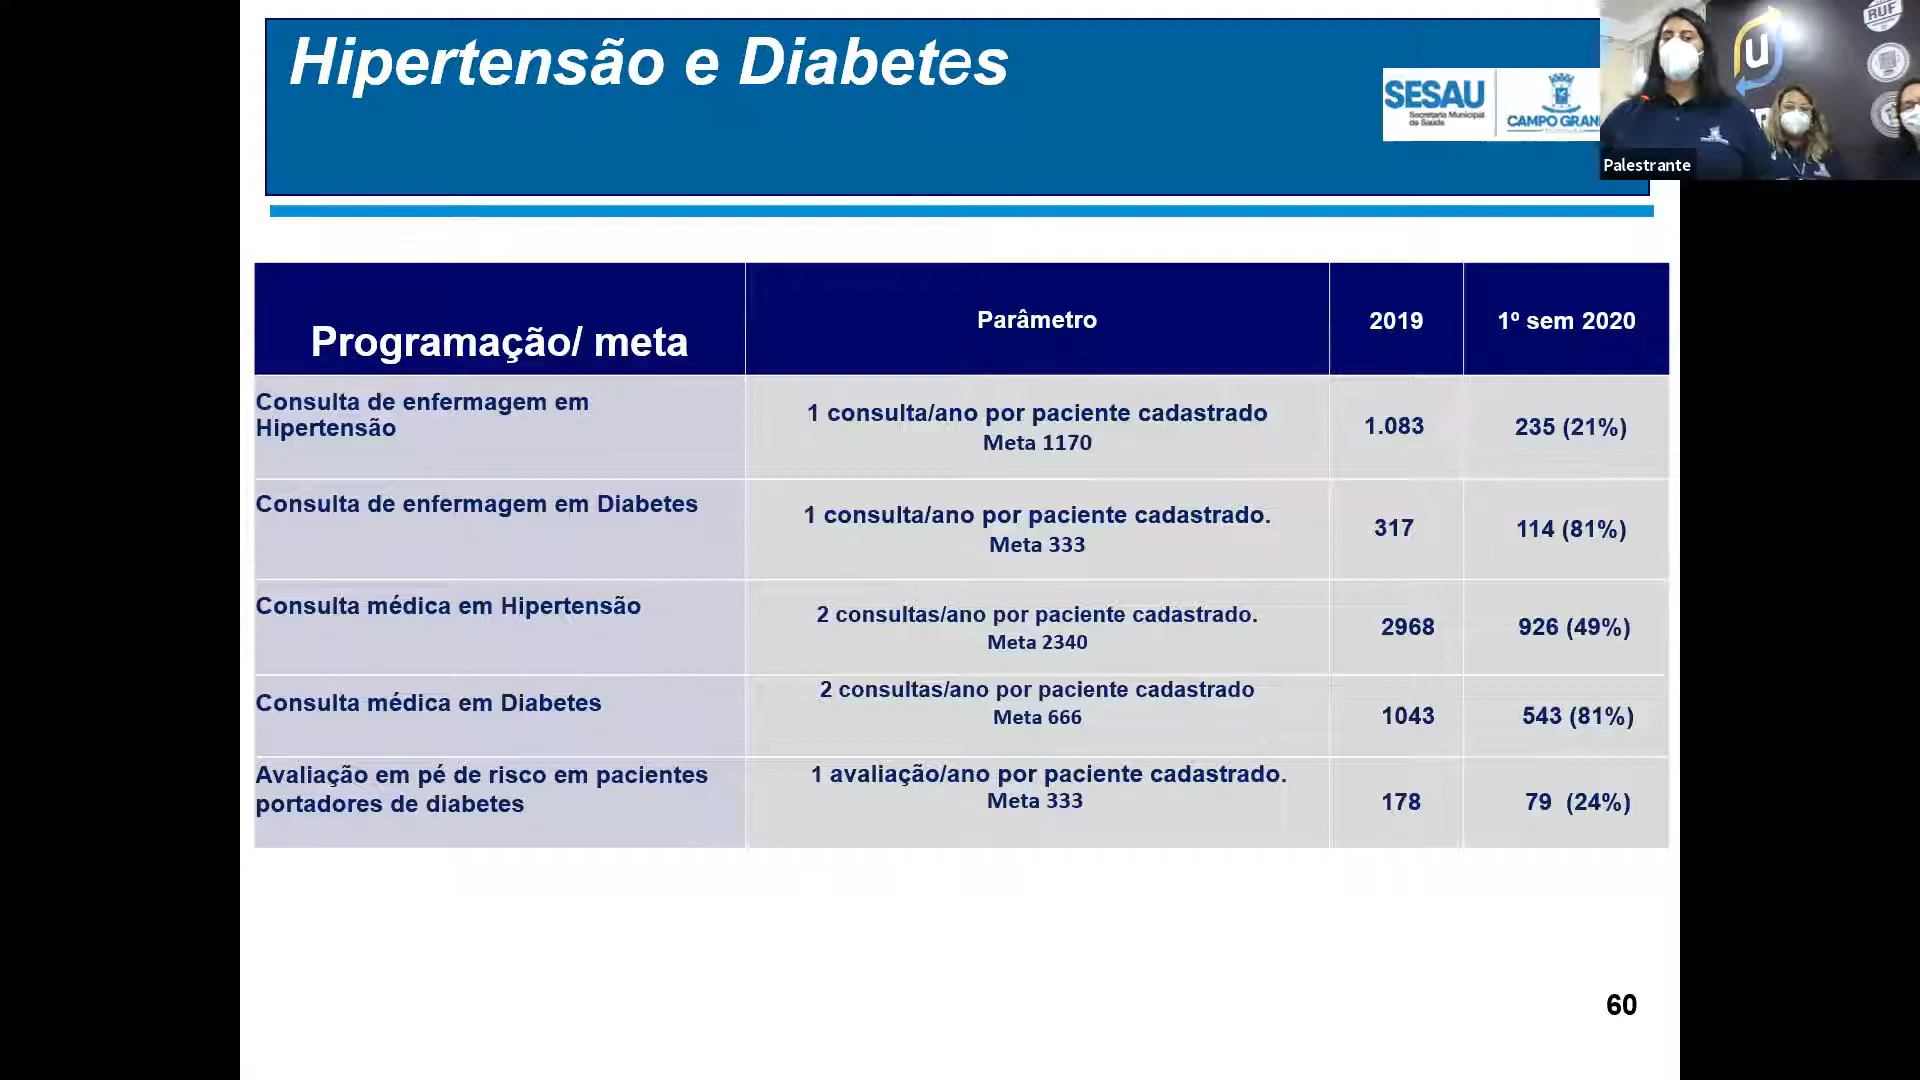 Hipertensão e Diabetes
SESAU
Secretaria Municipal
de Saúde
CAMPO GRAN
RUF
U
Palestrante
Programação/ meta
Parâmetro
2019
1º sem 2020
Consulta de enfermagem em
Hipertensão
1 consulta/ano por paciente cadastrado
Meta 1170
1.083
235 (21%)
Consulta de enfermagem em Diabetes
1 consulta/ano por paciente cadastrado.
Meta 333
317
114 (81%)
Consulta médica em Hipertensão
2 consultas/ano por paciente cadastrado.
Meta 2340
2968
926 (49%)
Consulta médica em Diabetes
2 consultas/ano por paciente cadastrado
Meta 666
1043
543 (81%)
Avaliação em pé de risco em pacientes
portadores de diabetes
1 avaliação/ano por paciente cadastrado.
Meta 333
178
79 (24%)
60